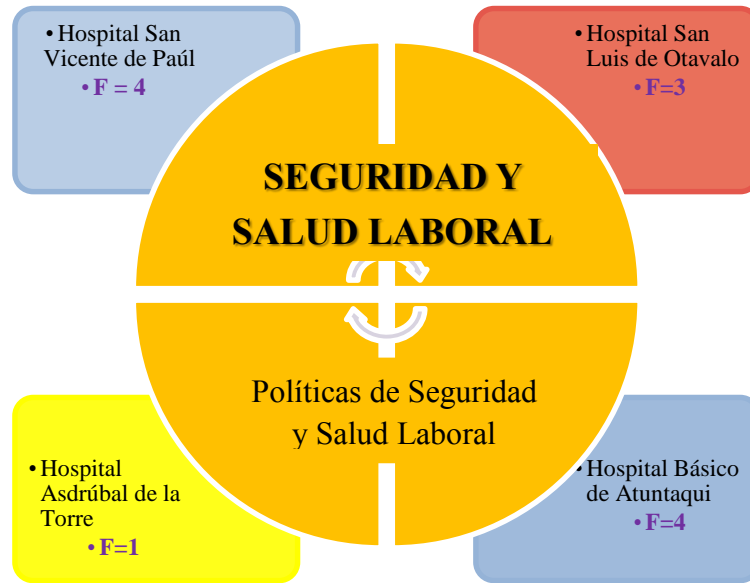 • Hospital San
Vicente de Paúl
• F = 4
• Hospital San
Luis de Otavalo
• F=3
SEGURIDAD Y
SALUD LABORAL
Políticas de Seguridad
y Salud Laboral
• Hospital
Asdrúbal de la
Torre
• F=1
• Hospital Básico
de Atuntaqui
• F=4